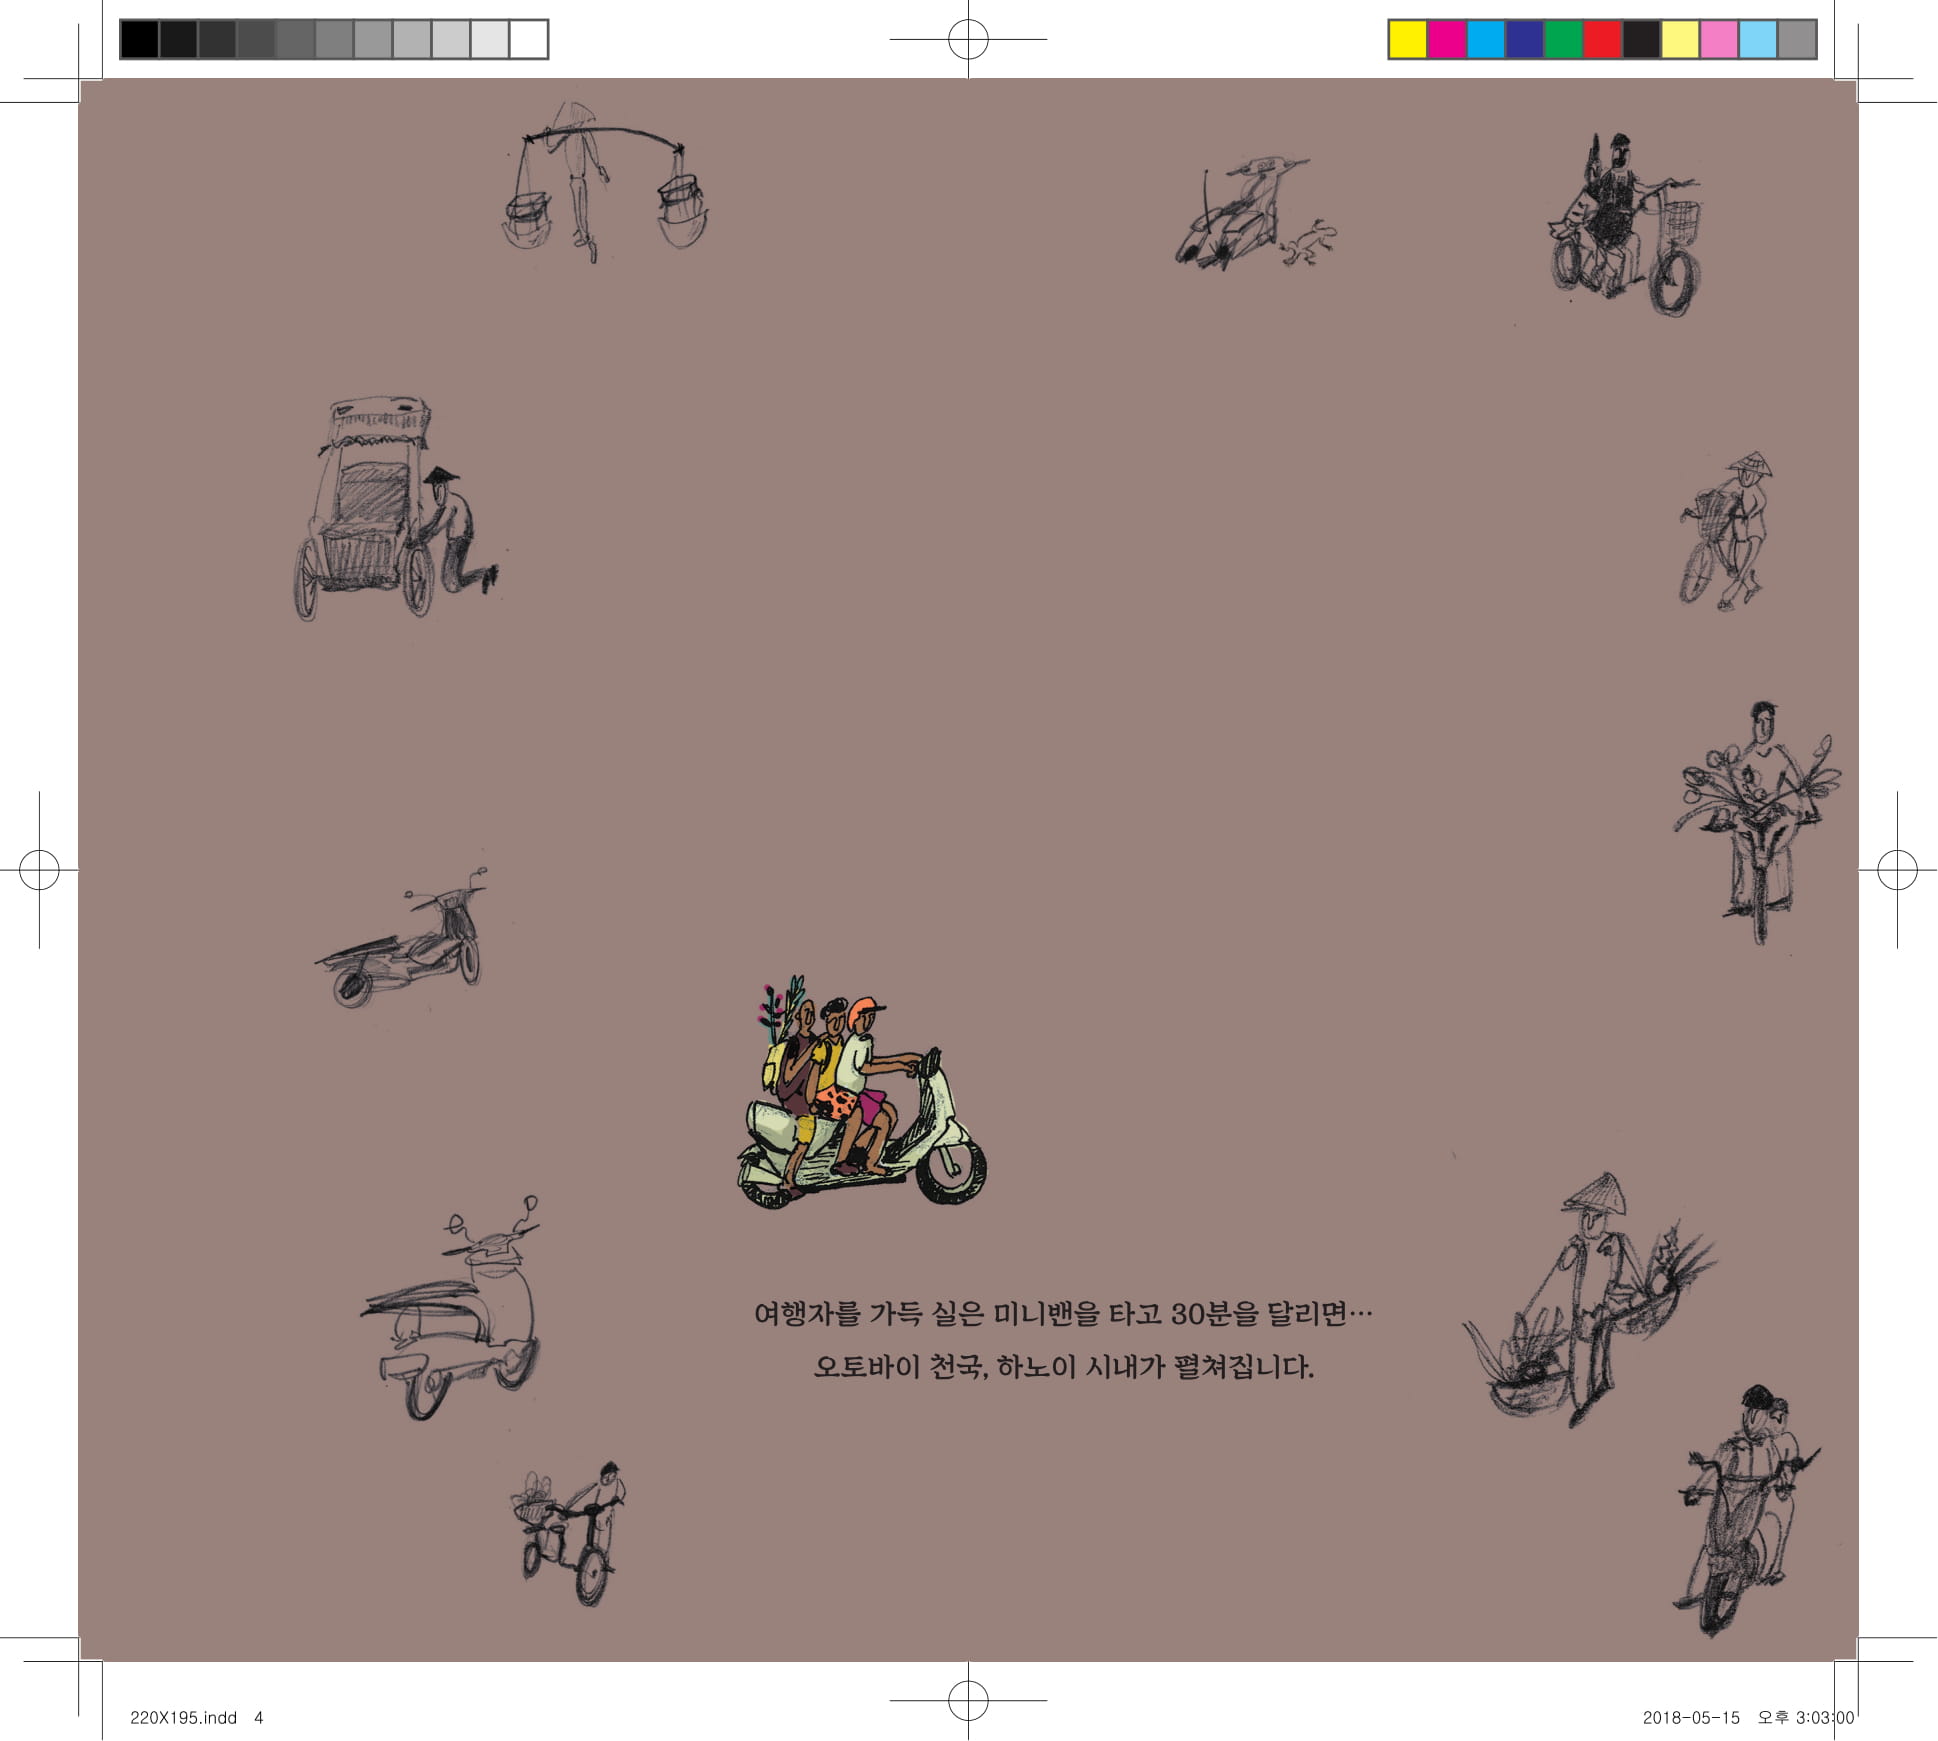 여행자를 가득 실은 미니밴을 타고 30분을 달리면…
오토바이 천국, 하노이 시내가 펼쳐집니다.
220X195.indd 4
2018-05-15 오후 3:03:00